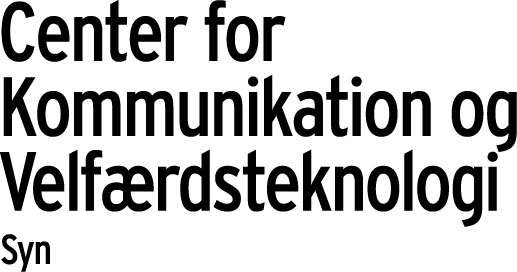 Center for
Kommunikation og
Velfærdsteknologi
Syn